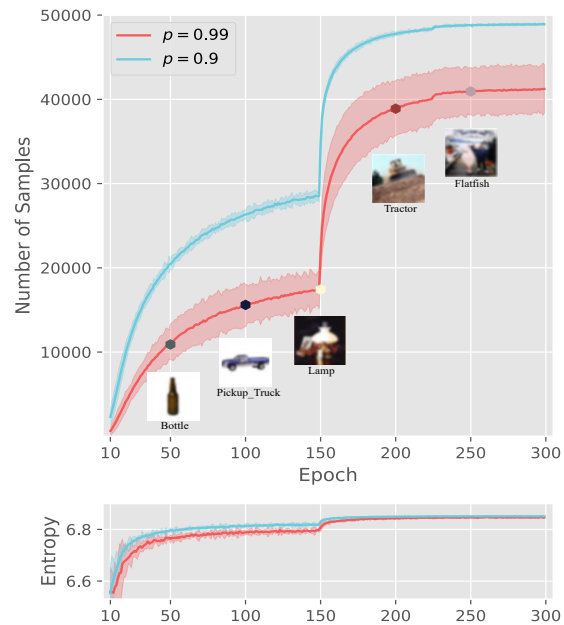 50000
40000
30000
20000
10000
Number of Samples
p = 0.99
p = 0.9
Flatfish
Tractor
Lamp
Pickup_Truck
Bottle
10 50 100 150 200 250 300
Epoch
6.8
6.6
Entropy
10 50 100 150 200 250 300